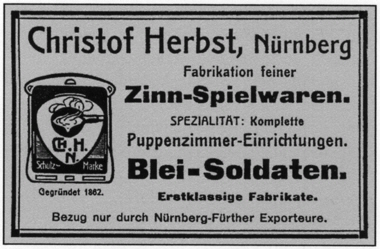 Christof Herbst, Nürnberg
Fabrikation feiner
Zinn-Spielwaren.
SPEZIALITÄT: Komplette
Puppenzimmer-Einrichtungen.
Blei-Soldaten.
Erstklassige Fabrikate.
CH. H.
N.
Schutz-Marke
Gegründet 1862.
Bezug nur durch Nürnberg-Fürther Exporteure.